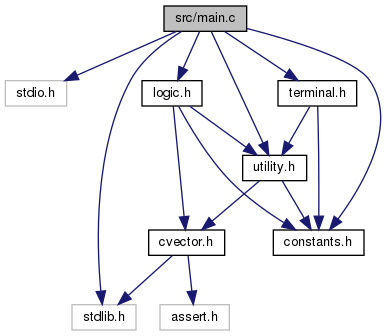 src/main.c
stdio.h
logic.h
terminal.h
utility.h
cvector.h
constants.h
stdlib.h
assert.h